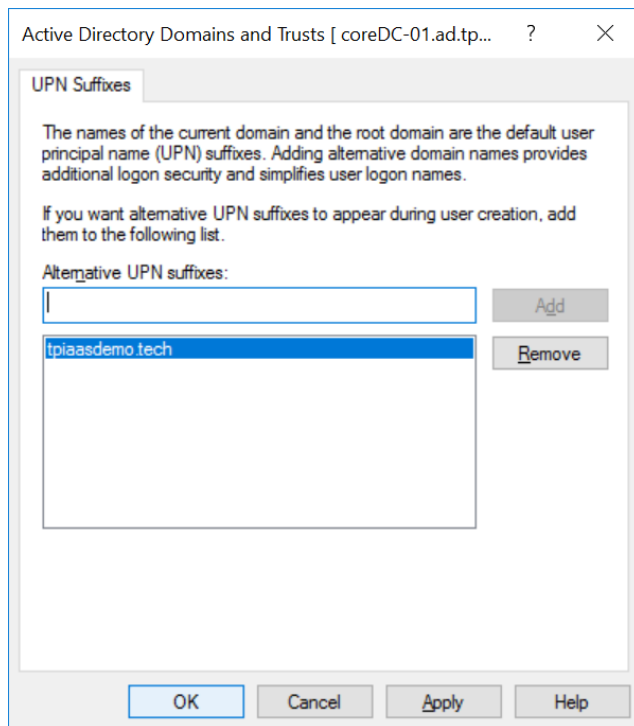 Active Directory Domains and Trusts [ coreDC-01.ad.tp...
?
UPN Suffixes
The names of the current domain and the root domain are the default user
principal name (UPN) suffixes. Adding alternative domain names provides
additional logon security and simplifies user logon names.
If you want alternative UPN suffixes to appear during user creation, add
them to the following list.
Alternative UPN suffixes:
Add
tpiaasdemo.tech
Remove
OK
Cancel
Apply
Help